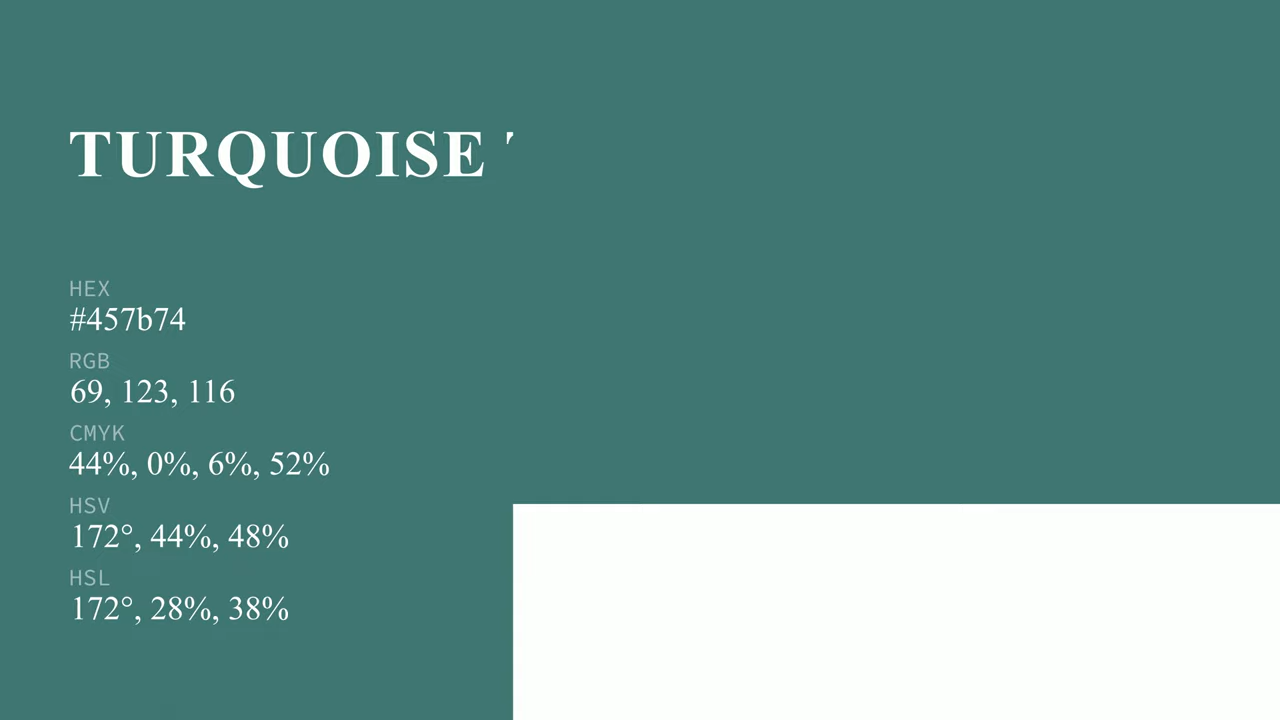 TURQUOISE
HEX
#457b74
RGB
69, 123, 116
CMYK
44%, 0%, 6%, 52%
HSV
172°, 44%, 48%
HSL
172°, 28%, 38%